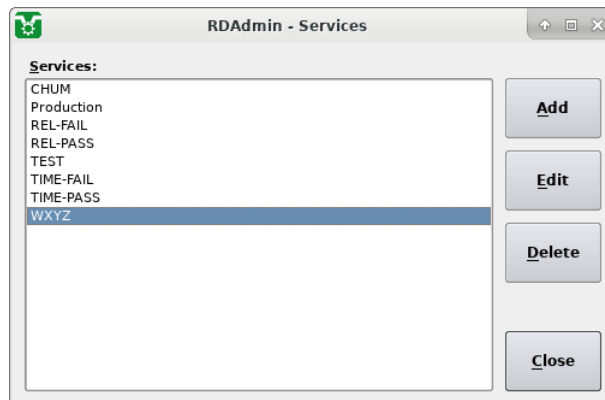 RDAdmin - Services
Services:
CHUM
Production
REL-FAIL
REL-PASS
TEST
TIME-FAIL
TIME-PASS
WXYZ
Add
Edit
Delete
Close